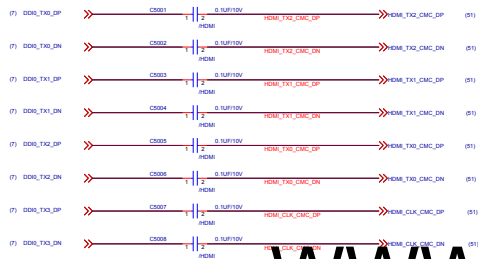 (7) DDI0_TX0_DP C5001 1 2 0.1UF/10V /HDMI HDMI_TX2_CMC_DP HDMI_TX2_CMC_DP (51)
(7) DDI0_TX0_DN C5002 1 2 0.1UF/10V /HDMI HDMI_TX2_CMC_DN HDMI_TX2_CMC_DN (51)
(7) DDI0_TX1_DP C5003 1 2 0.1UF/10V /HDMI HDMI_TX1_CMC_DP HDMI_TX1_CMC_DP (51)
(7) DDI0_TX1_DN C5004 1 2 0.1UF/10V /HDMI HDMI_TX1_CMC_DN HDMI_TX1_CMC_DN (51)
(7) DDI0_TX2_DP C5005 1 2 0.1UF/10V /HDMI HDMI_TX0_CMC_DP HDMI_TX0_CMC_DP (51)
(7) DDI0_TX2_DN C5006 1 2 0.1UF/10V /HDMI HDMI_TX0_CMC_DN HDMI_TX0_CMC_DN (51)
(7) DDI0_TX3_DP C5007 1 2 0.1UF/10V /HDMI HDMI_CLK_CMC_DP HDMI_CLK_CMC_DP (51)
(7) DDI0_TX3_DN C5008 1 2 0.1UF/10V /HDMI HDMI_CLK_CMC_DN HDMI_CLK_CMC_DN (51)